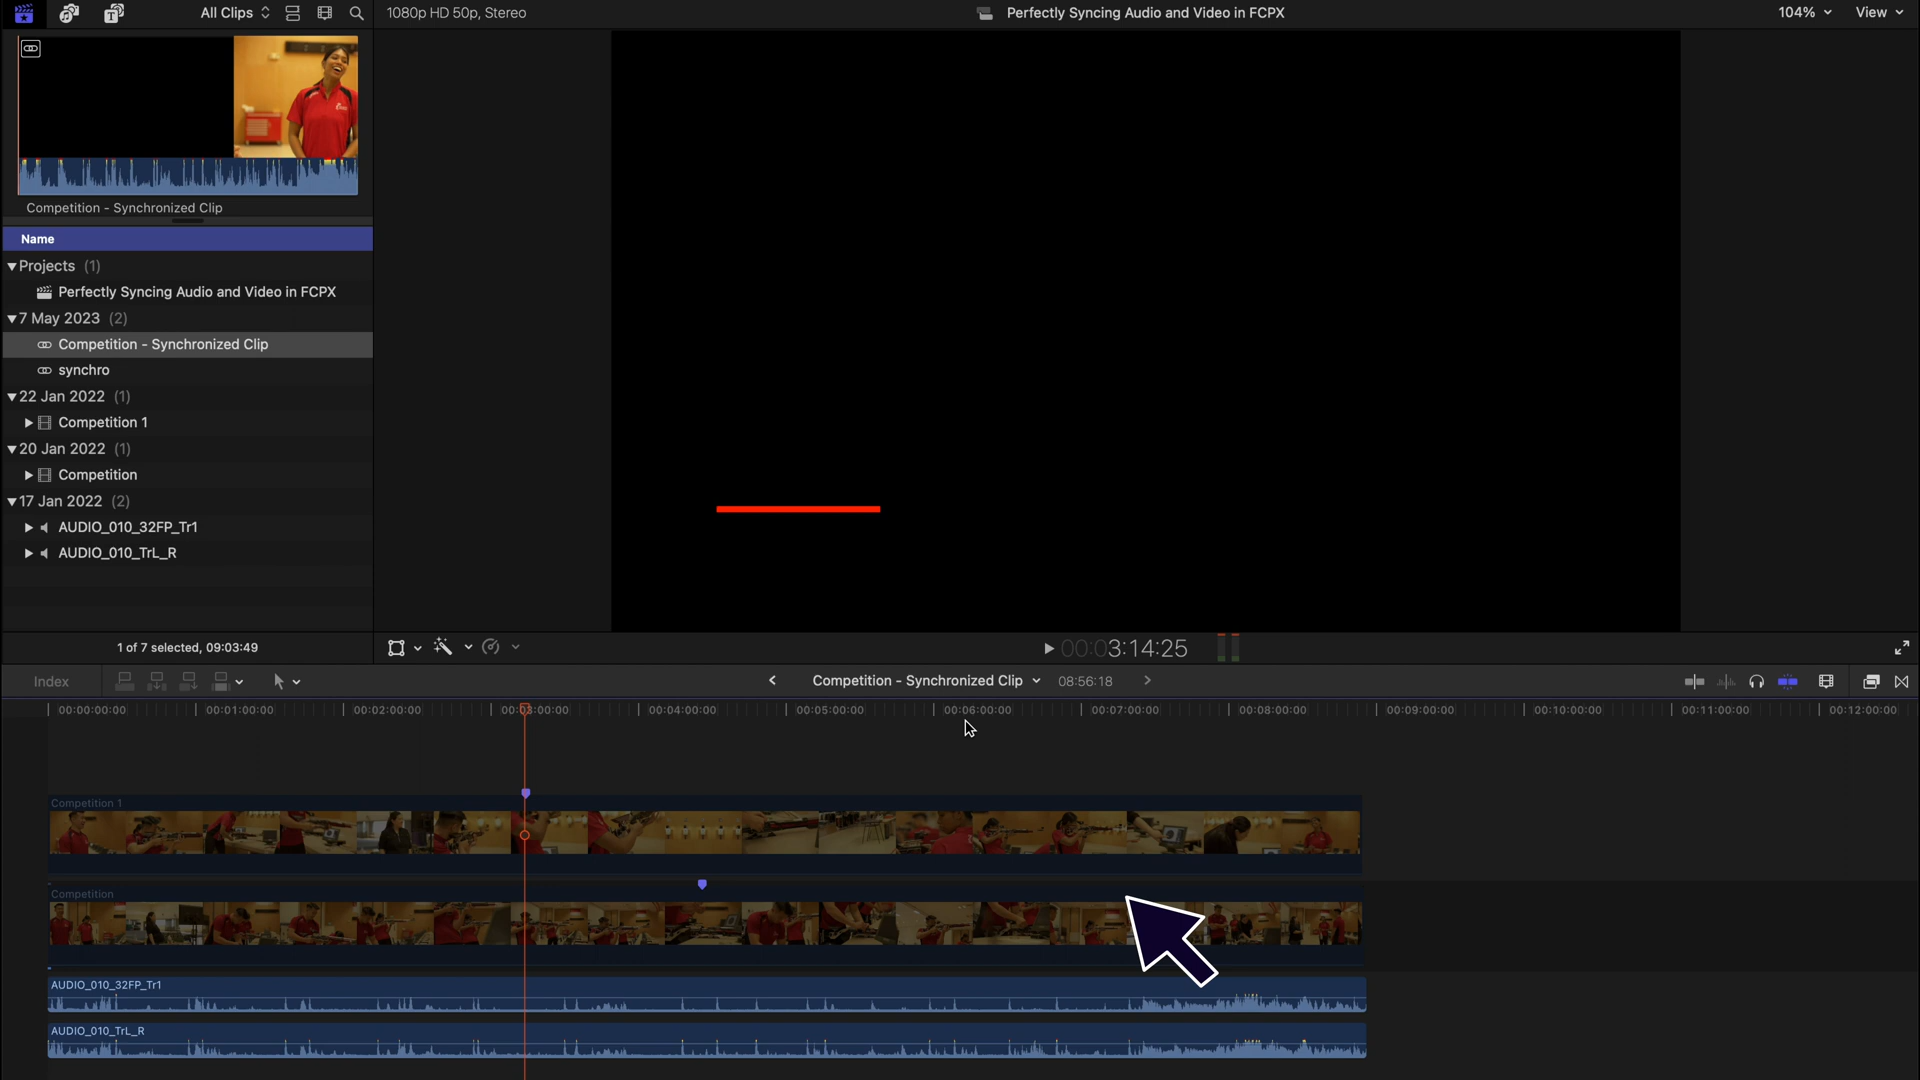 All Clips
1080p HD 50p, Stereo
Perfectly Syncing Audio and Video in FCPX
104%
View
Competition - Synchronized Clip
Name
Projects (1)
Perfectly Syncing Audio and Video in FCPX
7 May 2023 (2)
Competition - Synchronized Clip
synchro
22 Jan 2022 (1)
Competition 1
20 Jan 2022 (1)
Competition
17 Jan 2022 (2)
AUDIO_010_32FP_Tr1
AUDIO_010_TrL_R
1 of 7 selected, 09:03:49
00:03:14:25
Index
Competition - Synchronized Clip
08:56:18
00:00:00:00 00:01:00:00 00:02:00:00 00:03:00:00 00:04:00:00 00:05:00:00 00:06:00:00 00:07:00:00 00:08:00:00 00:09:00:00 00:10:00:00 00:11:00:00 00:12:00:00
Competition 1
Competition
AUDIO_010_32FP_Tr1
AUDIO_010_TrL_R